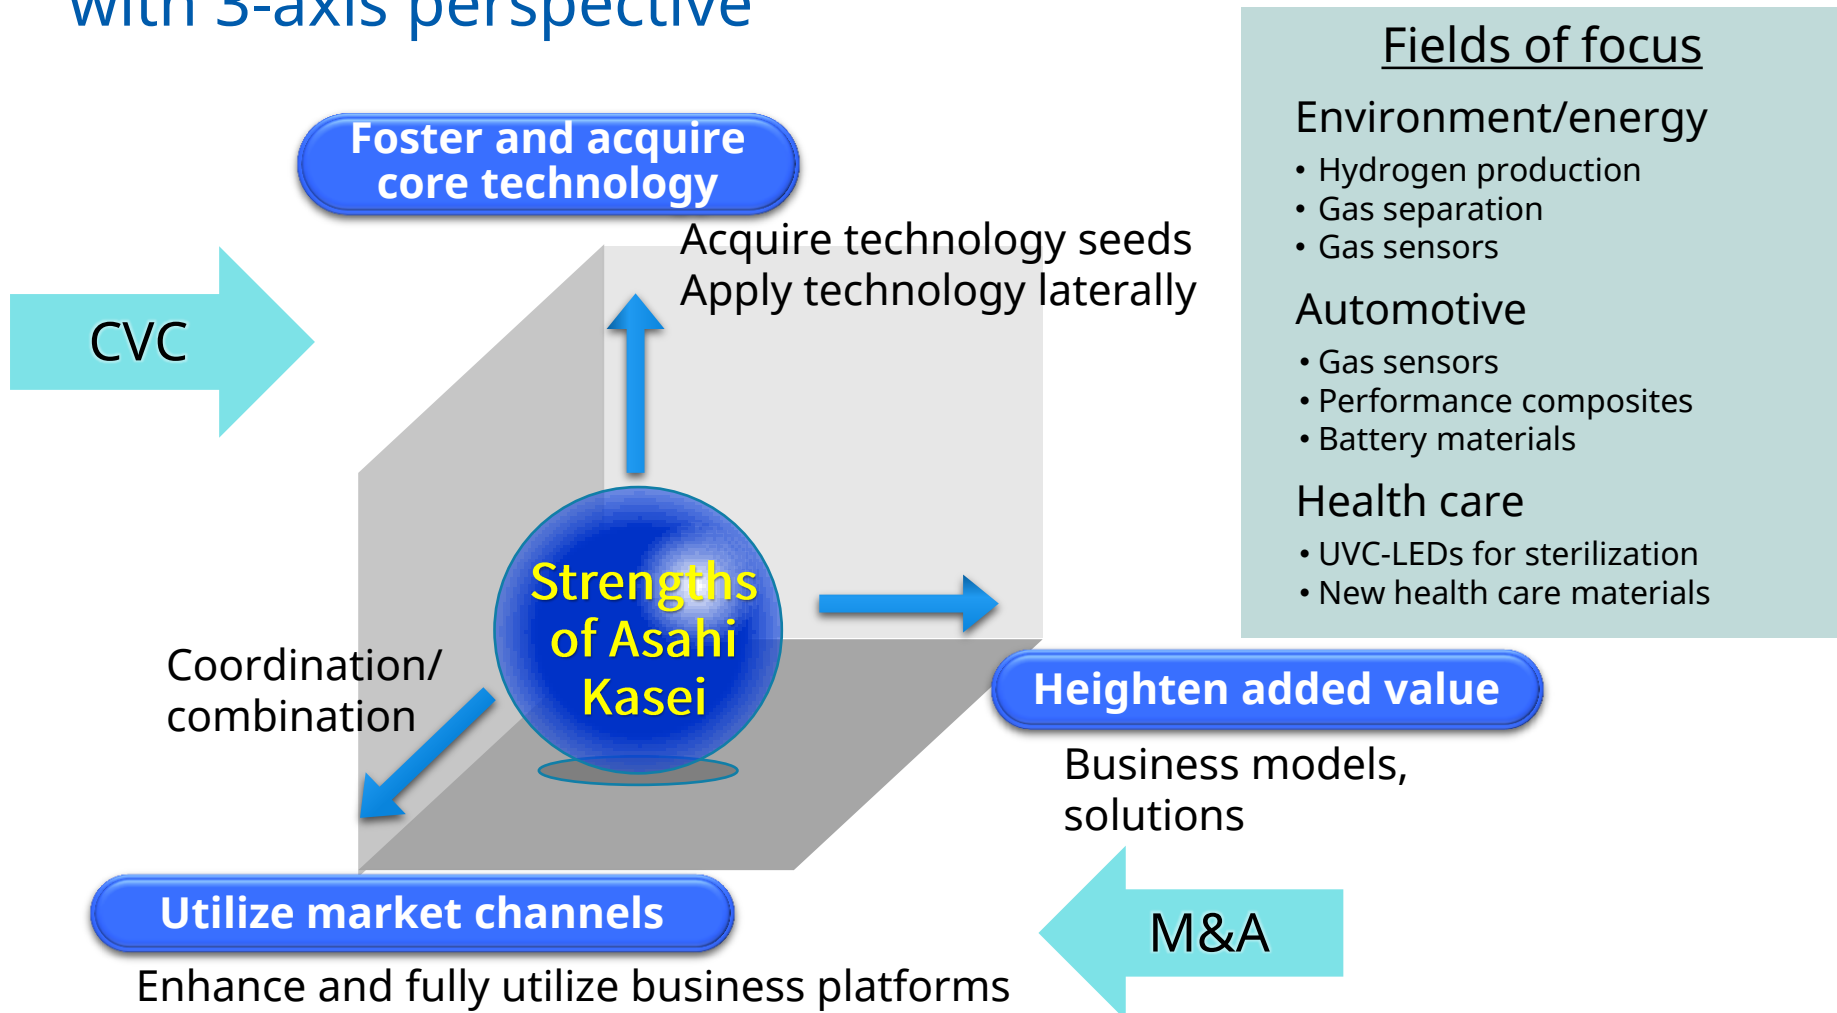 with 3-axis perspective
Foster and acquire
core technology
Acquire technology seeds
Apply technology laterally
CVC
Strengths
of Asahi
Kasei
Coordination/
combination
Heighten added value
Business models,
solutions
Utilize market channels
Enhance and fully utilize business platforms
M&A
Fields of focus
Environment/energy
• Hydrogen production
• Gas separation
• Gas sensors
Automotive
• Gas sensors
• Performance composites
• Battery materials
Health care
• UVC-LEDs for sterilization
• New health care materials